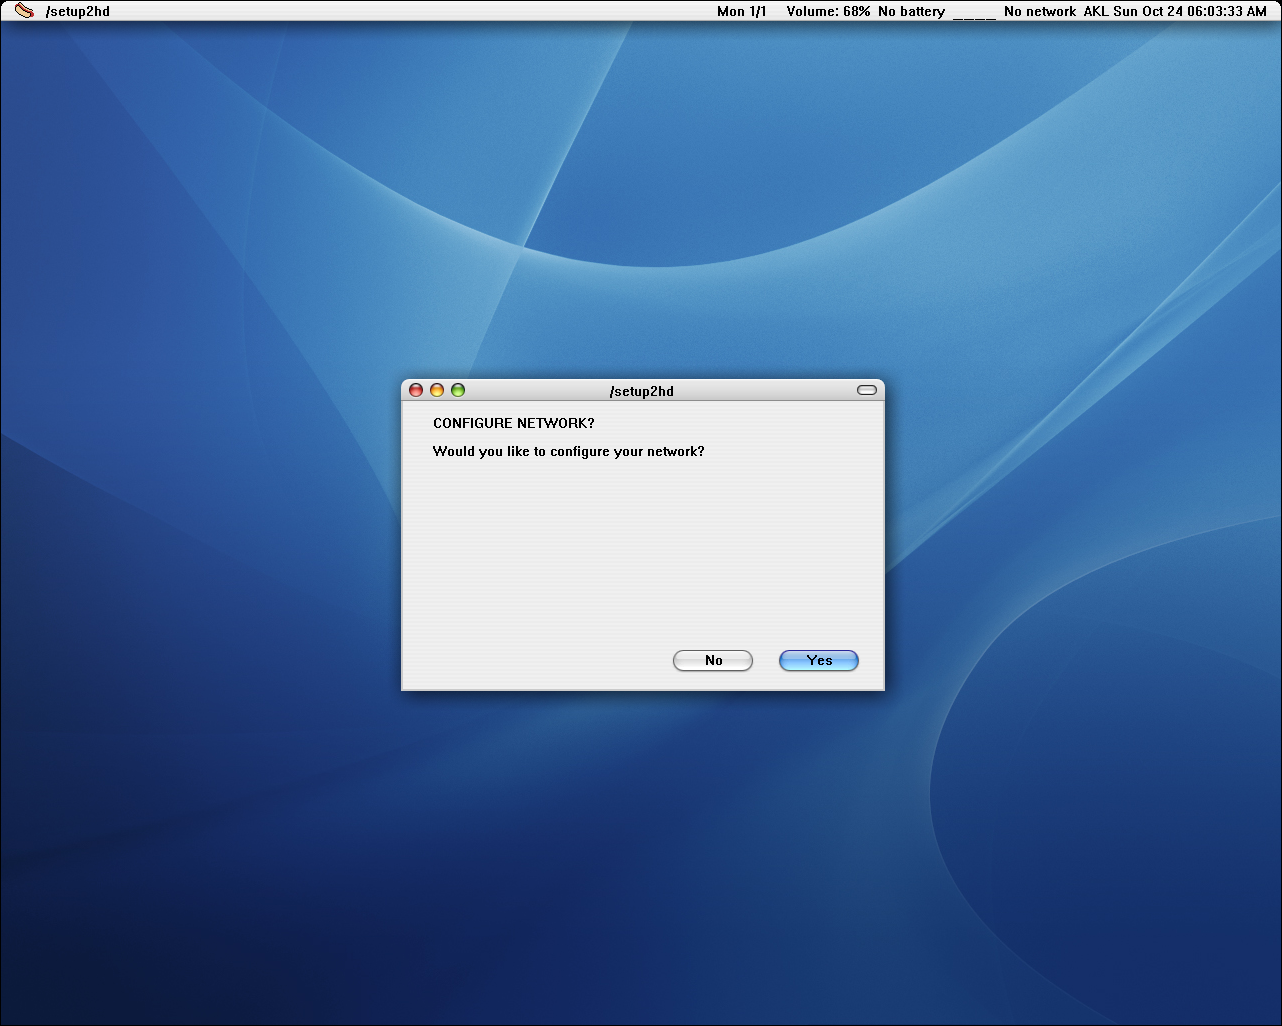 /setup2hd Mon 1/1 Volume: 68% No battery ____ No network AKL Sun Oct 24 06:03:33 AM
/setup2hd
CONFIGURE NETWORK?
Would you like to configure your network?
No Yes